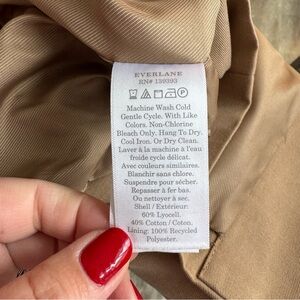 EVERLANE
RN# 139393
Machine Wash Cold
Gentle Cycle. With Like
Colors. Non-Chlorine
Bleach Only. Hang To Dry.
Cool Iron. Or Dry Clean.
Laver à la machine à l'eau
froide cycle délicat.
Avec couleurs similaires.
Blanchir sans chlore.
Suspendre pour sécher.
Repasser à fer bas.
Ou nettoyer à sec.
Shell / Extérieur:
60% Lyocell.
40% Cotton / Coton.
Lining: 100% Recycled
Polyester.